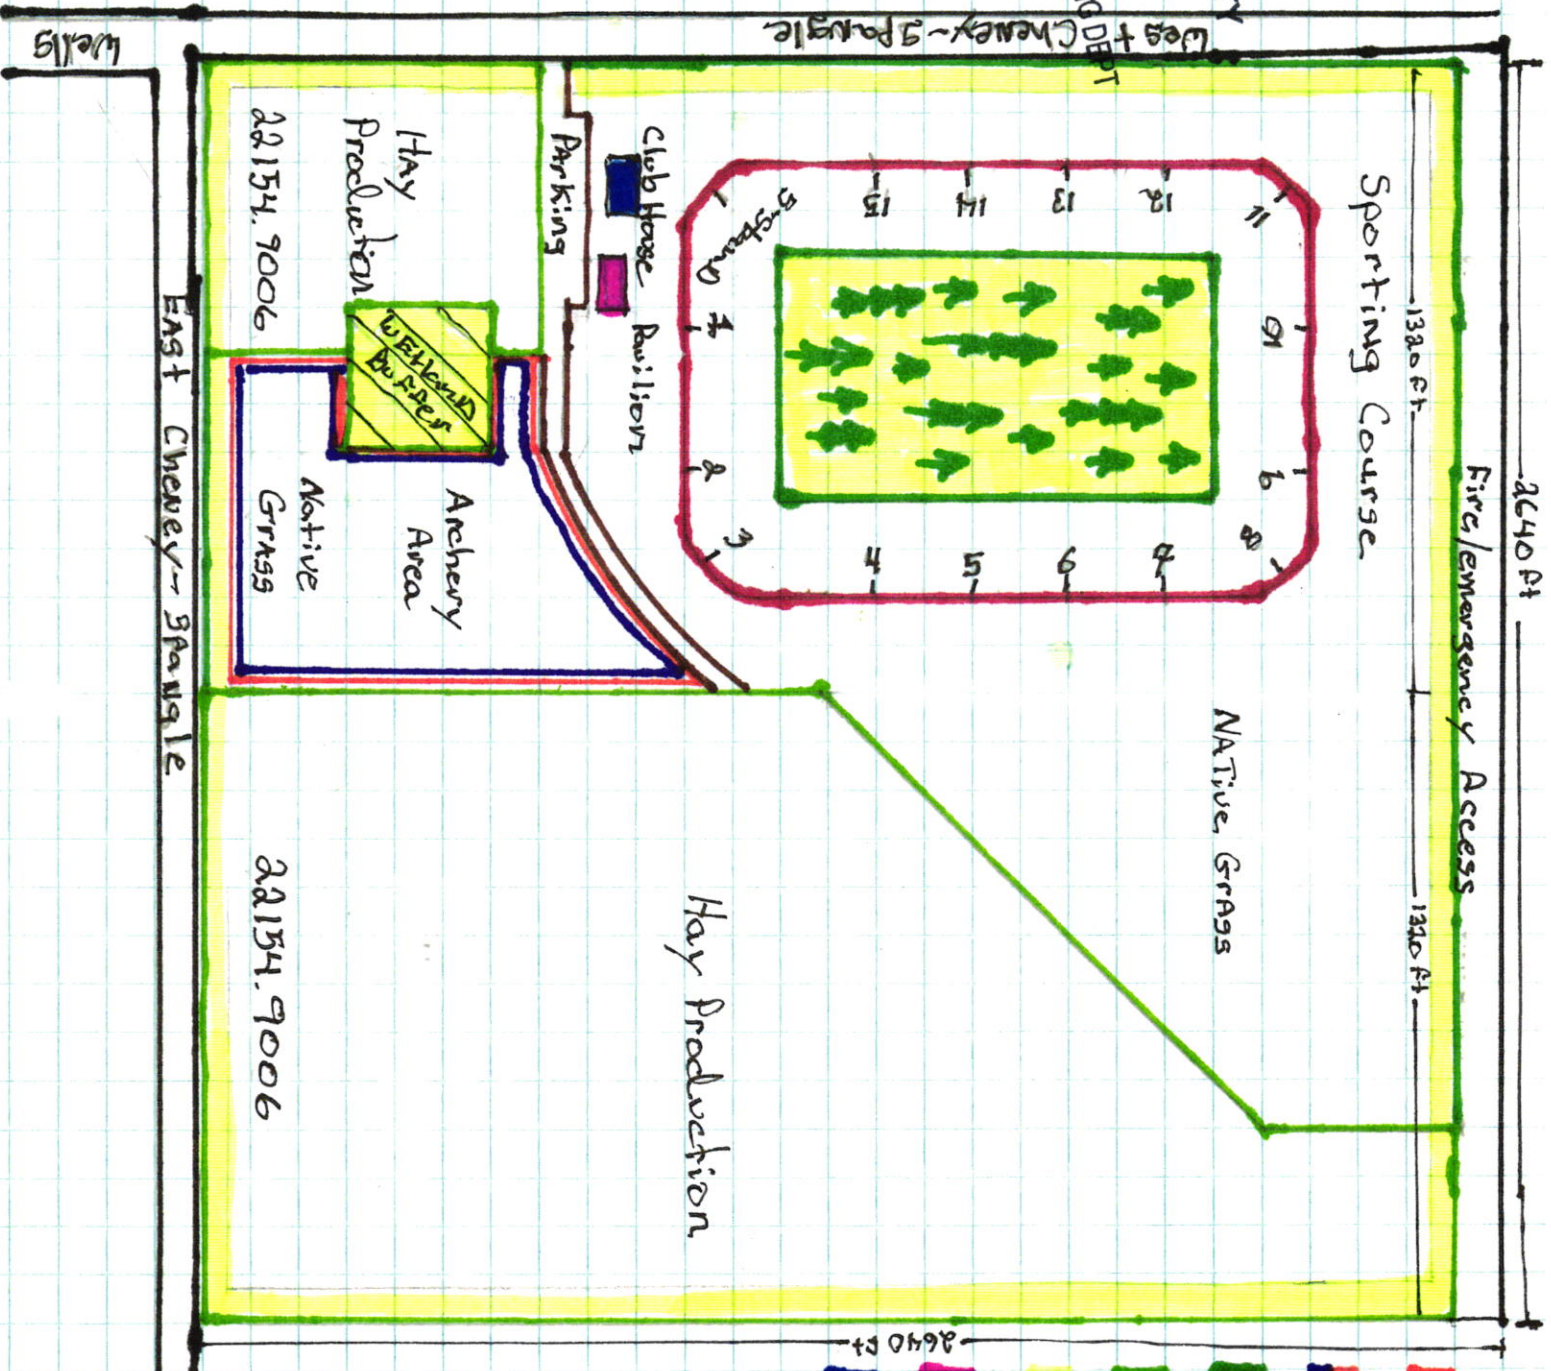 Wells
West Cheney-Spangle
G DEPT
22154.9006
HAY
Production
Parking
Club House
Pavilion
WETLAND
Buffer
Native
GrASS
Archery
Area
EAST Cheney-Spangle
Sporting Course
5-Stand
1
2
3
4
5
6
7
8
9
10
11
12
13
14
15
1320 ft.
2640 ft
Fire/emergency Access
NATive GrASS
1320 ft.
Hay Production
22154.9006
2640 ft